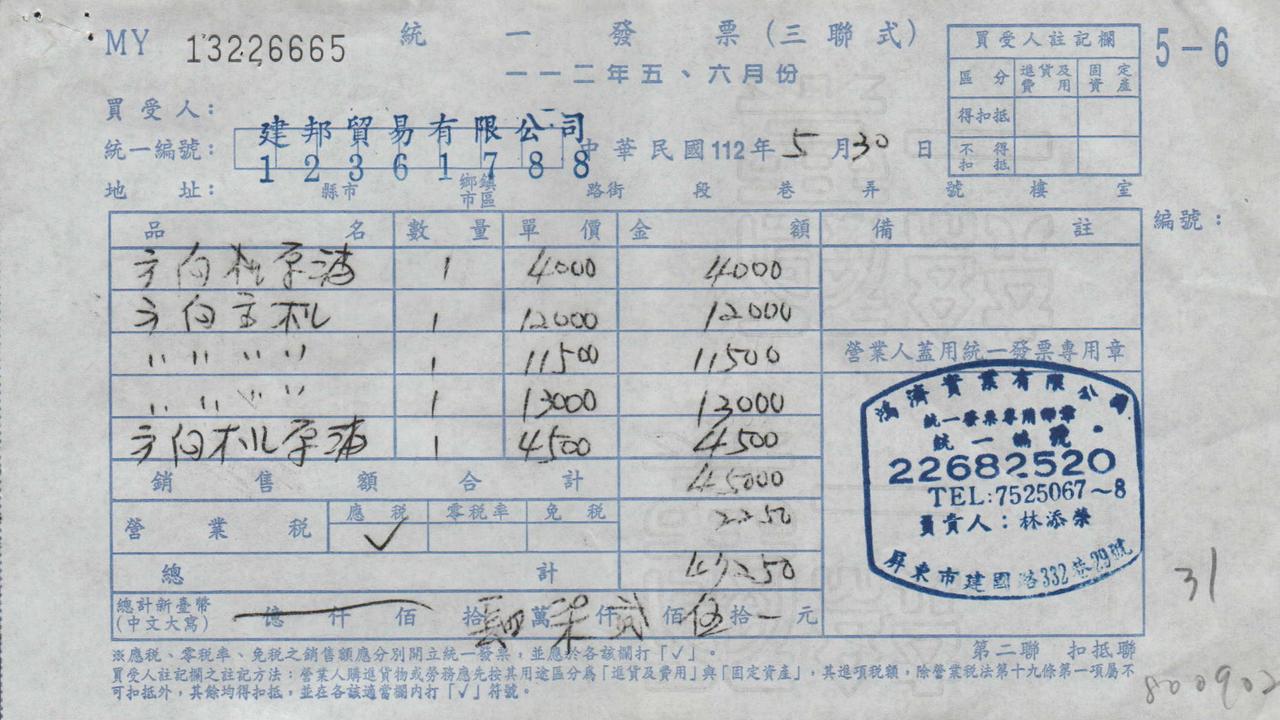 MY 13226665 統一發票(三聯式) 5-6
一一二年五、六月份
買受人註記欄
區分 進貨及費用 固定資產
得扣抵
不得扣抵
買受人:
建邦貿易有限公司
統一編號: 12361788 中華民國112年5月30日
地址: 縣市 鄉鎮市區 路街 段 巷 弄 號 樓 室
品名 數量 單價 金額 備註 編號:
方向机原洧 1 4000 4000
方向主机 1 12000 12000
〃 〃 〃 〃 1 11500 11500
〃 〃 〃 〃 1 13000 13000
方向机原洧 1 4500 4500
銷售額合計 45000
營業稅 應稅 ✓ 零稅率 免稅 2250
總計 47250
總計新臺幣(中文大寫) 億 仟 佰 拾 肆 萬 柒 仟 貳 佰 伍 拾 元
營業人蓋用統一發票專用章
鴻濟實業有限公司
統一發票專用印章
統一編號
22682520
TEL:7525067~8
負責人:林添榮
屏東市建國路332巷29號
31
第二聯 扣抵聯
※應稅、零稅率、免稅之銷售額應分別開立統一發票,並應於各該欄打「✓」。
買受人註記欄之註記方法:營業人購進貨物或勞務應先按其用途區分為「進貨及費用」與「固定資產」,其進項稅額,除營業稅法第十九條第一項屬不
可扣抵外,其餘均得扣抵,並在各該適當欄內打「✓」符號。
800902